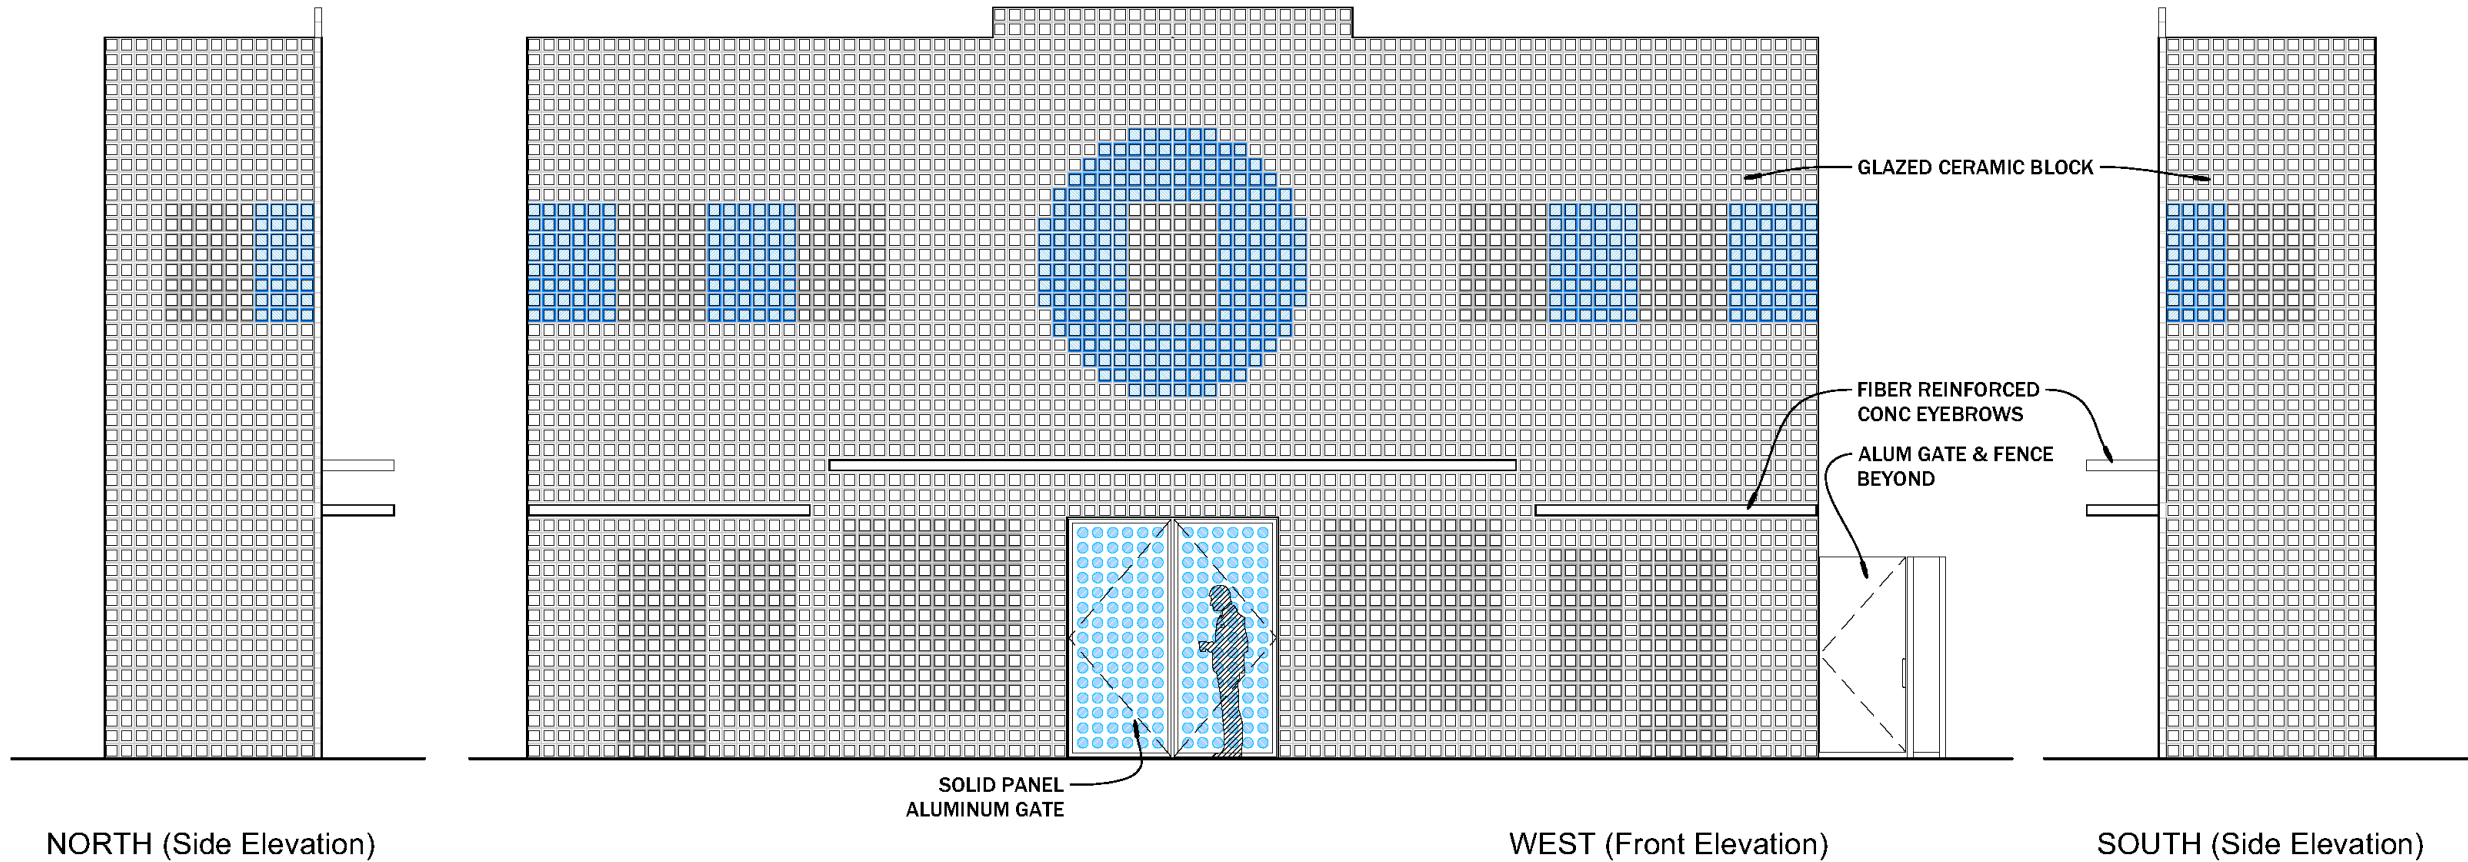 GLAZED CERAMIC BLOCK
FIBER REINFORCED
CONC EYEBROWS
ALUM GATE & FENCE
BEYOND
SOLID PANEL
ALUMINUM GATE
NORTH (Side Elevation)
WEST (Front Elevation)
SOUTH (Side Elevation)